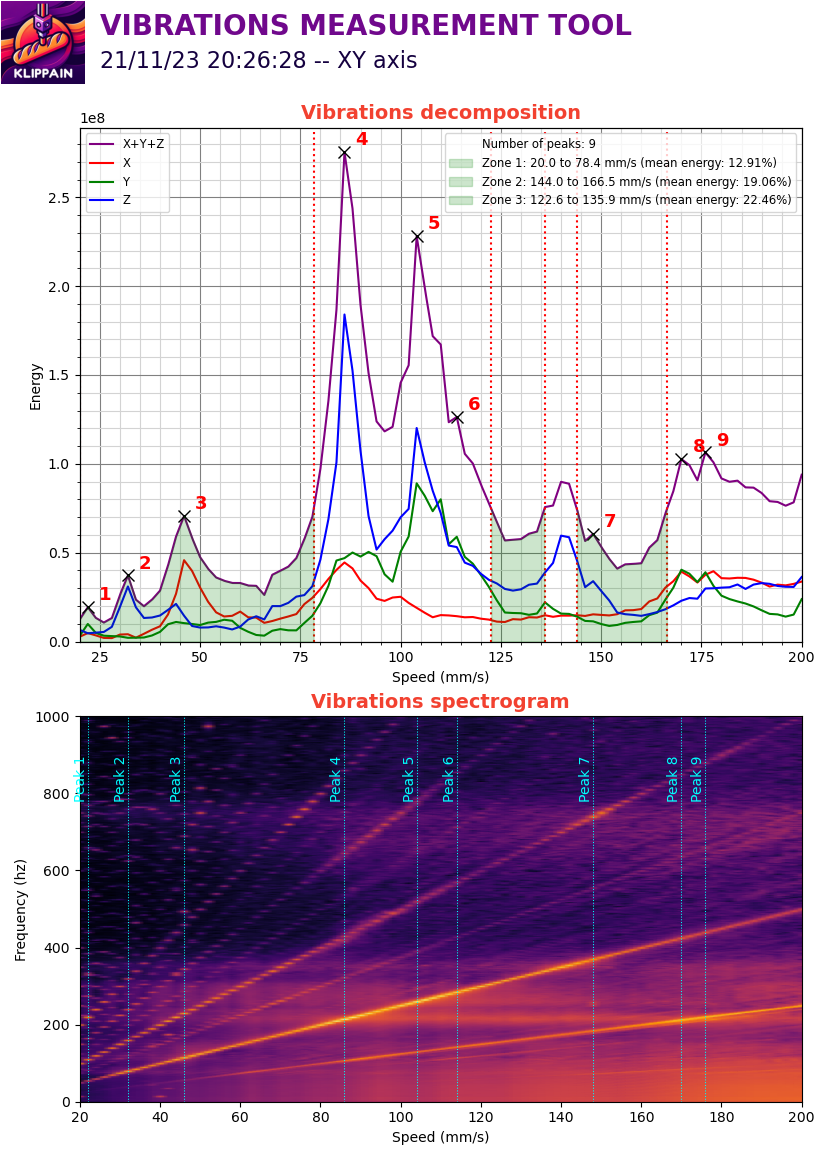 KLIPPAIN
VIBRATIONS MEASUREMENT TOOL
21/11/23 20:26:28 -- XY axis
Vibrations decomposition
1e8
X+Y+Z
X
Y
Z
Number of peaks: 9
Zone 1: 20.0 to 78.4 mm/s (mean energy: 12.91%)
Zone 2: 144.0 to 166.5 mm/s (mean energy: 19.06%)
Zone 3: 122.6 to 135.9 mm/s (mean energy: 22.46%)
1
2
3
4
5
6
7
8
9
Energy
2.5
2.0
1.5
1.0
0.5
0.0
25 50 75 100 125 150 175 200
Speed (mm/s)
Vibrations spectrogram
Peak 1
Peak 2
Peak 3
Peak 4
Peak 5
Peak 6
Peak 7
Peak 8
Peak 9
Frequency (hz)
1000
800
600
400
200
0
20 40 60 80 100 120 140 160 180 200
Speed (mm/s)